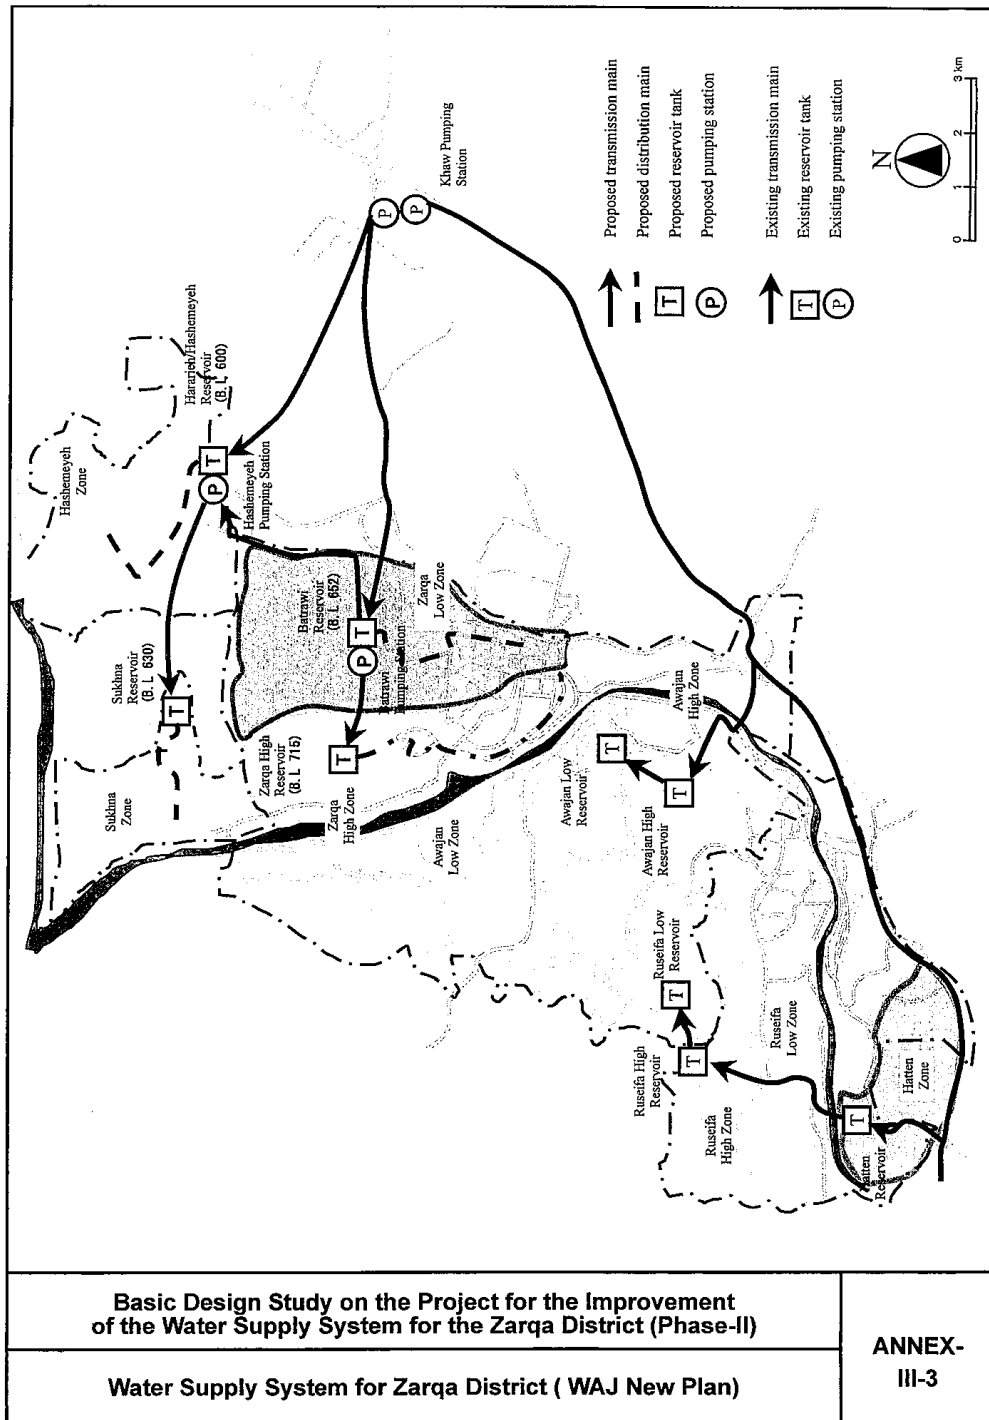 Hashemeyeh
Zone
Hararieh/Hashemeyeh
Reservoir
(B. L. 600)
T
P
Hashemeyeh
Pumping Station
Khaw Pumping
Station
P
P
Sukhna
Reservoir
(B. L. 630)
T
Sukhna
Zone
Batrawi
Reservoir
(B. L. 652)
T
P
Batrawi
Pumping Station
Zarqa
Low Zone
Zarqa High
Reservoir
(B. L. 715)
T
Zarqa
High Zone
Awajan
Low Zone
Awajan
High Zone
Awajan Low
Reservoir
T
Awajan High
Reservoir
T
Ruseifa Low
Reservoir
T
Ruseifa High
Reservoir
T
Ruseifa
Low Zone
Ruseifa
High Zone
Hatten
Zone
T
Hatten
Reservoir
Proposed transmission main
Proposed distribution main
T Proposed reservoir tank
P Proposed pumping station
Existing transmission main
T Existing reservoir tank
P Existing pumping station
N
0 1 2 3 km
Basic Design Study on the Project for the Improvement
of the Water Supply System for the Zarqa District (Phase-II)
Water Supply System for Zarqa District ( WAJ New Plan)
ANNEX-
III-3